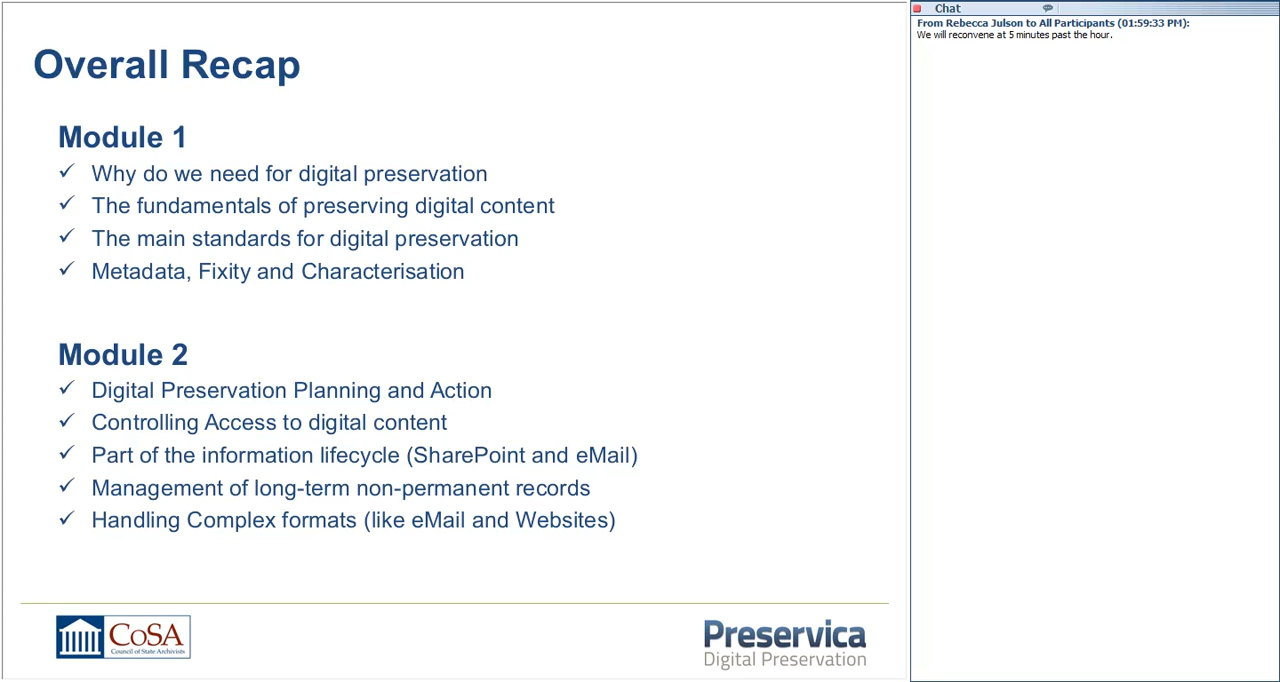 Overall Recap
Module 1
✓ Why do we need for digital preservation
✓ The fundamentals of preserving digital content
✓ The main standards for digital preservation
✓ Metadata, Fixity and Characterisation
Module 2
✓ Digital Preservation Planning and Action
✓ Controlling Access to digital content
✓ Part of the information lifecycle (SharePoint and eMail)
✓ Management of long-term non-permanent records
✓ Handling Complex formats (like eMail and Websites)
CoSA
Council of State Archivists
Preservica
Digital Preservation
Chat
From Rebecca Julson to All Participants (01:59:33 PM):
We will reconvene at 5 minutes past the hour.